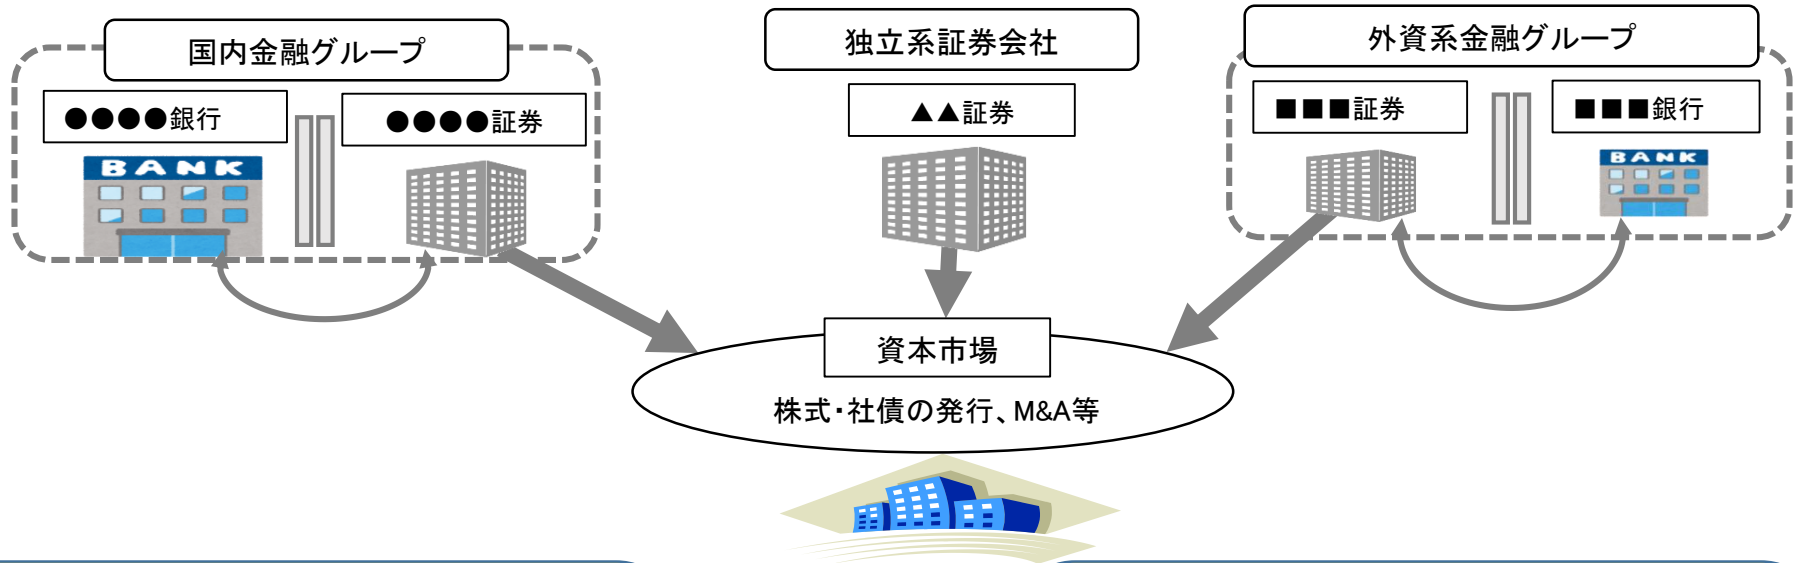 国内金融グループ
独立系証券会社
外資系金融グループ
●●●●銀行
●●●●証券
▲▲証券
■■■証券
■■■銀行
BANK
BANK
資本市場
株式・社債の発行、M&A等